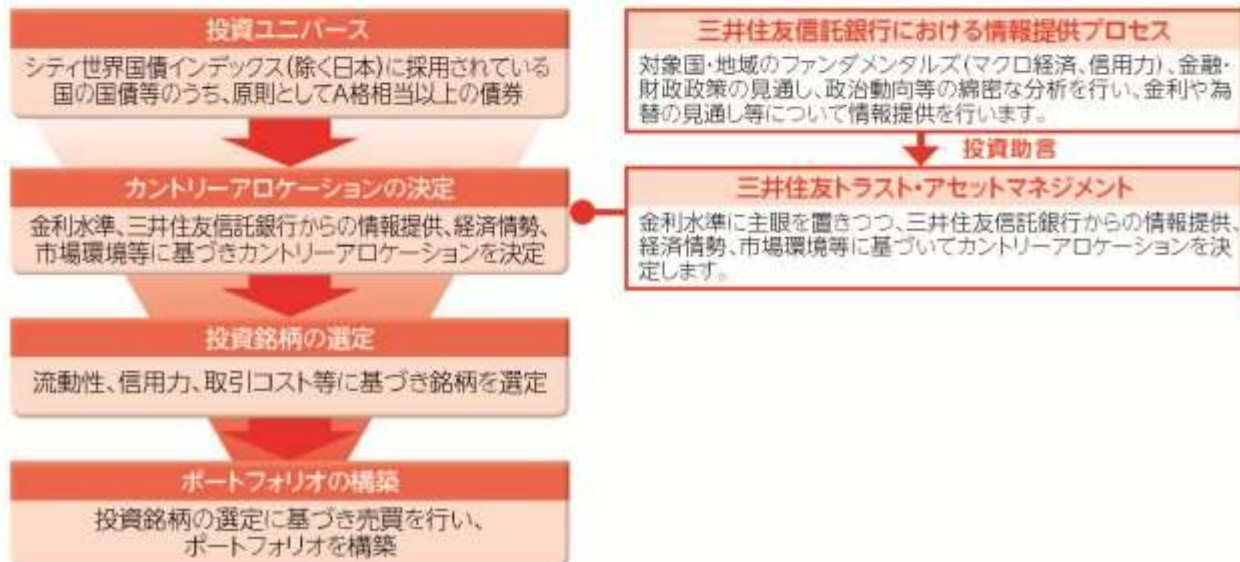 投資ユニバース
シティ世界国債インデックス(除く日本)に採用されている
国の国債等のうち、原則としてA格相当以上の債券
カントリーアロケーションの決定
金利水準、三井住友信託銀行からの情報提供、経済情勢、
市場環境等に基づきカントリーアロケーションを決定
投資銘柄の選定
流動性、信用力、取引コスト等に基づき銘柄を選定
ポートフォリオの構築
投資銘柄の選定に基づき売買を行い、
ポートフォリオを構築
三井住友信託銀行における情報提供プロセス
対象国・地域のファンダメンタルズ(マクロ経済、信用力)、金融・
財政政策の見通し、政治動向等の綿密な分析を行い、金利や為
替の見通し等について情報提供を行います。
投資助言
三井住友トラスト・アセットマネジメント
金利水準に主眼を置きつつ、三井住友信託銀行からの情報提供、
経済情勢、市場環境等に基づいてカントリーアロケーションを決
定します。